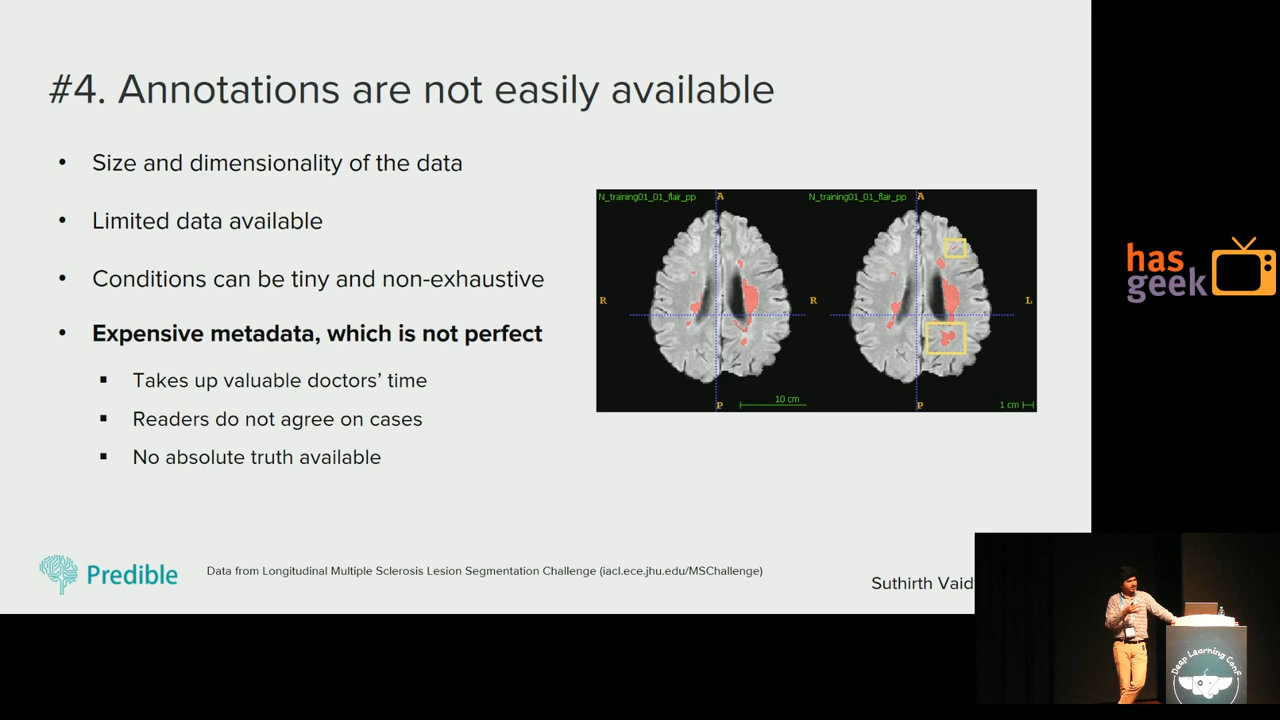 #4. Annotations are not easily available
• Size and dimensionality of the data
• Limited data available
• Conditions can be tiny and non-exhaustive
• Expensive metadata, which is not perfect
▪ Takes up valuable doctors’ time
▪ Readers do not agree on cases
▪ No absolute truth available
N_training01_01_flair_pp
A
R
10 cm
P
N_training01_01_flair_pp
A
R
L
1 cm
P
Predible
Data from Longitudinal Multiple Sclerosis Lesion Segmentation Challenge (iacl.ece.jhu.edu/MSChallenge)
Suthirth Vaid
has
geek
Deep Learning Conf